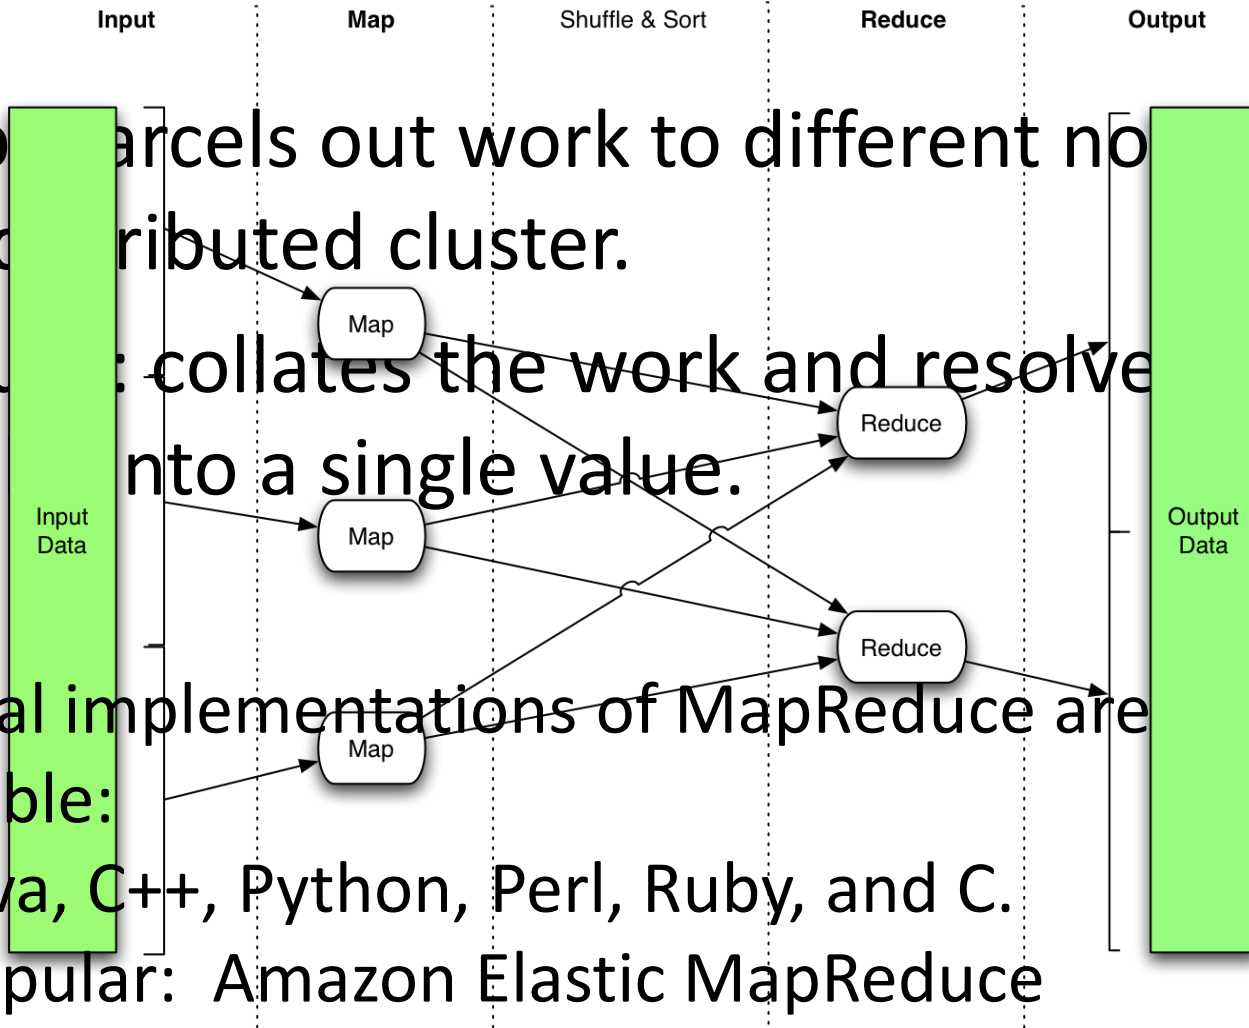 Input Map Shuffle & Sort Reduce Output
arcels out work to different no
ributed cluster.
Map
: collates the work and resolve
Reduce
nto a single value.
Input
Data
Map
Output
Data
Reduce
al implementations of MapReduce are
Map
ble:
va, C++, Python, Perl, Ruby, and C.
pular: Amazon Elastic MapReduce